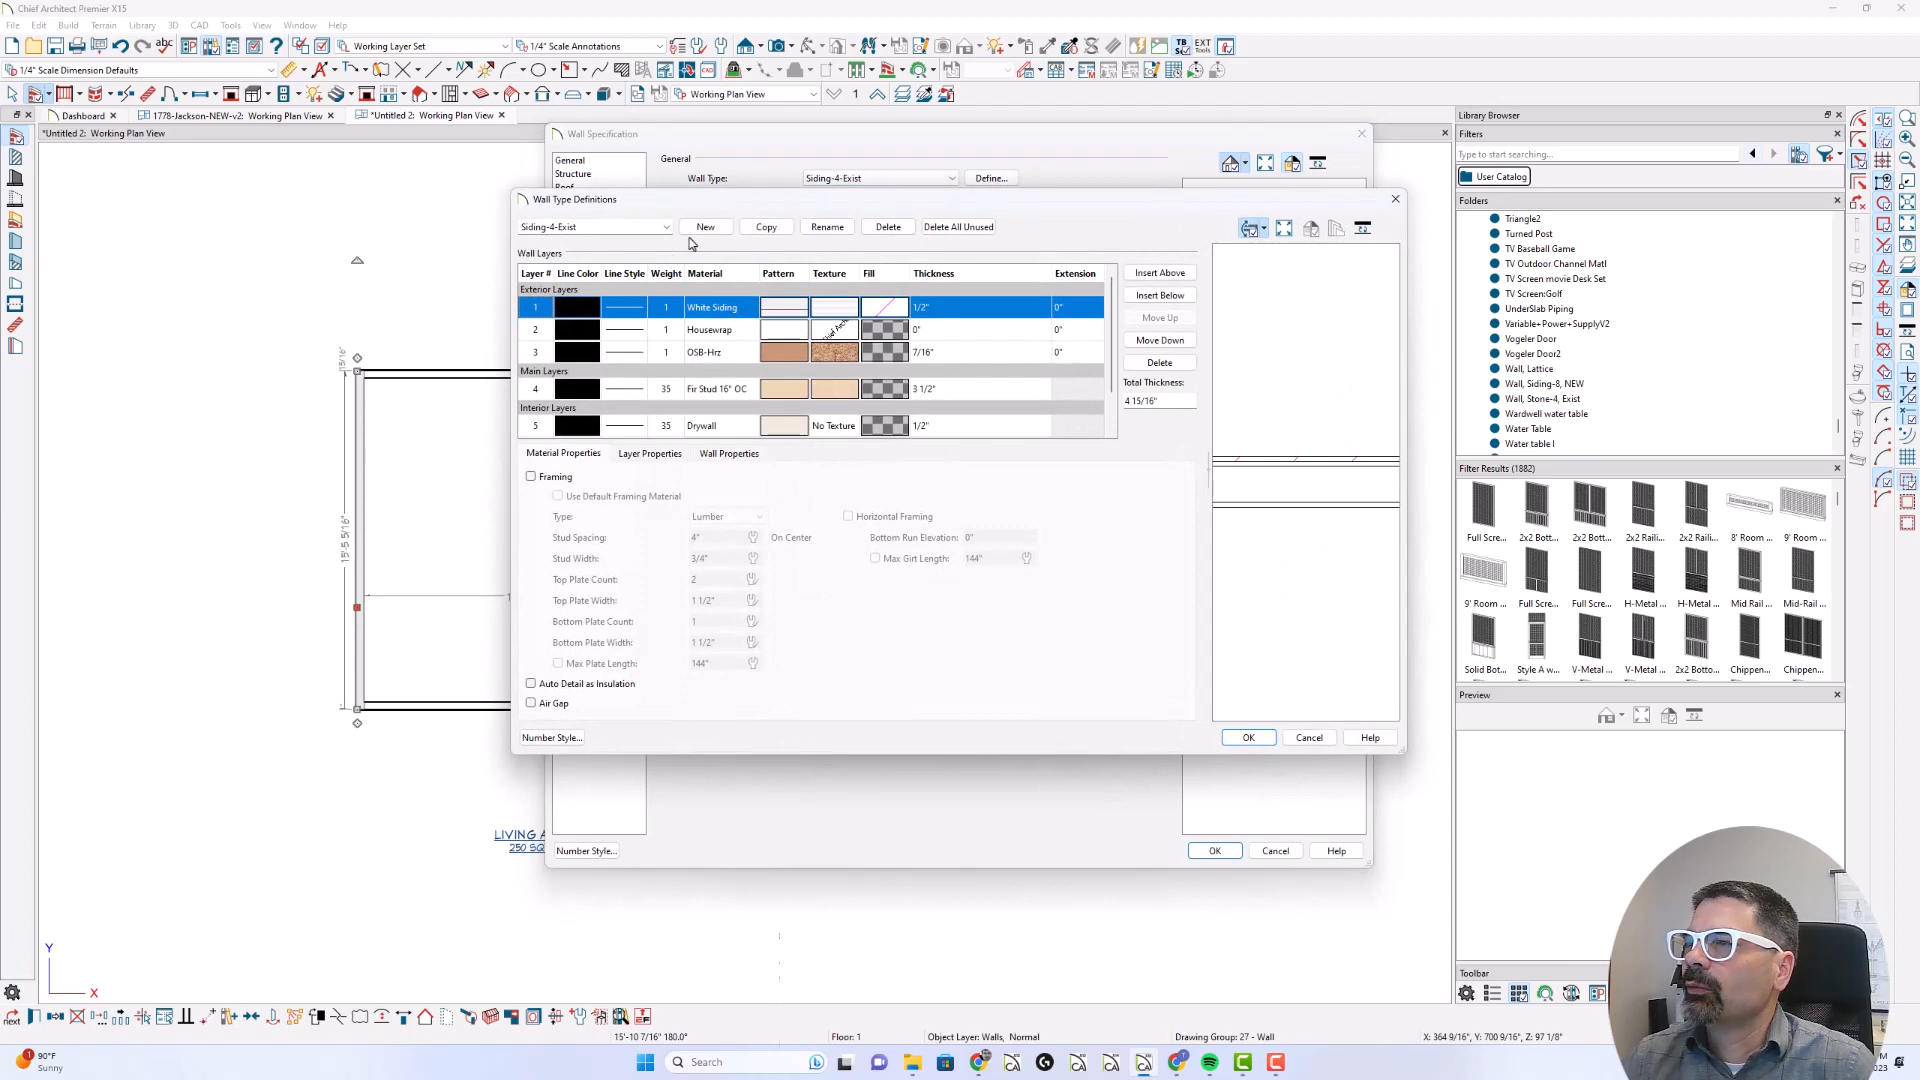 Chief Architect Premier X15
File Edit Build Terrain Library 3D CAD Tools View Window Help
Working Layer Set 1/4" Scale Annotations TB EXT TOOLS
1/4" Scale Dimension Defaults
Working Plan View 1
Dashboard 1778-Jackson-NEW-v2: Working Plan View *Untitled 2: Working Plan View
*Untitled 2: Working Plan View
Wall Specification
General
Structure
Roof
General
Wall Type: Siding-4-Exist Define...
Wall Type Definitions
Siding-4-Exist New Copy Rename Delete Delete All Unused
Wall Layers
Layer # Line Color Line Style Weight Material Pattern Texture Fill Thickness Extension
Exterior Layers
1 1 White Siding 1/2" 0"
2 1 Housewrap 0" 0"
3 1 OSB-Hrz 7/16" 0"
Main Layers
4 35 Fir Stud 16" OC 3 1/2"
Interior Layers
5 35 Drywall No Texture 1/2"
Insert Above
Insert Below
Move Up
Move Down
Delete
Total Thickness:
4 15/16"
Material Properties Layer Properties Wall Properties
Framing
Use Default Framing Material
Type: Lumber Horizontal Framing
Stud Spacing: 4" On Center Bottom Run Elevation: 0"
Stud Width: 3/4" Max Girt Length: 144"
Top Plate Count: 2
Top Plate Width: 1 1/2"
Bottom Plate Count: 1
Bottom Plate Width: 1 1/2"
Max Plate Length: 144"
Auto Detail as Insulation
Air Gap
Number Style... OK Cancel Help
Number Style... OK Cancel Help
15'-5 5/16"
LIVING A
250 SQ
Y
X
Library Browser
Filters
Type to start searching...
User Catalog
Folders
Triangle2
Turned Post
TV Baseball Game
TV Outdoor Channel Matl
TV Screen movie Desk Set
TV Screen:Golf
UnderSlab Piping
Variable+Power+SupplyV2
Vogeler Door
Vogeler Door2
Wall, Lattice
Wall, Siding-8, NEW
Wall, Stone-4, Exist
Wardwell water table
Water Table
Water table l
Filter Results (1882)
Full Scre... 2x2 Bott... 2x2 Bott... 2x2 Raili... 2x2 Rail... 8' Room ... 9' Room ...
9' Room ... Full Scre... Full Scre... H-Metal ... H-Metal ... Mid Rail ... Mid-Rail ...
Solid Bot... Style A w... V-Metal ... V-Metal ... 2x2 Botto... Chippen... Chippen...
Preview
Toolbar
next
15'-10 7/16" 180.0° Floor: 1 Object Layer: Walls, Normal Drawing Group: 27 - Wall X: 364 9/16", Y: 700 9/16", Z: 97 1/8"
1
90°F
Sunny
Search
M
023